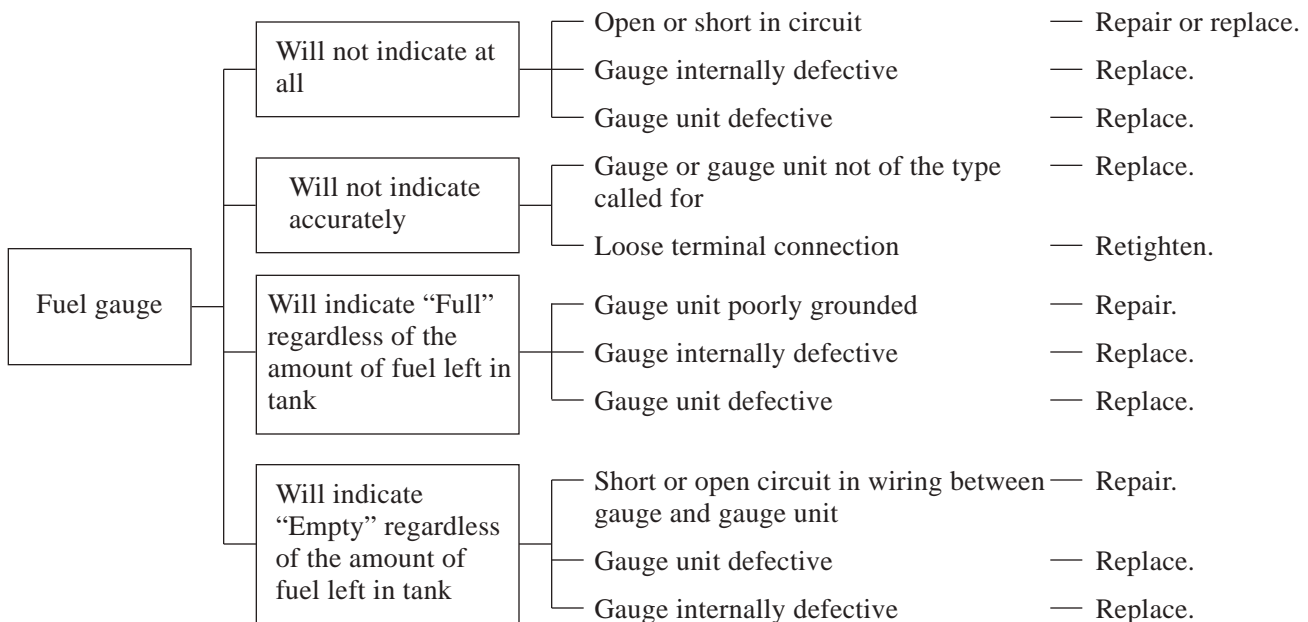 Fuel gauge
Will not indicate at
all
Open or short in circuit — Repair or replace.
Gauge internally defective — Replace.
Gauge unit defective — Replace.
Will not indicate
accurately
Gauge or gauge unit not of the type — Replace.
called for
Loose terminal connection — Retighten.
Will indicate “Full”
regardless of the
amount of fuel left in
tank
Gauge unit poorly grounded — Repair.
Gauge internally defective — Replace.
Gauge unit defective — Replace.
Will indicate
“Empty” regardless
of the amount of
fuel left in tank
Short or open circuit in wiring between — Repair.
gauge and gauge unit
Gauge unit defective — Replace.
Gauge internally defective — Replace.